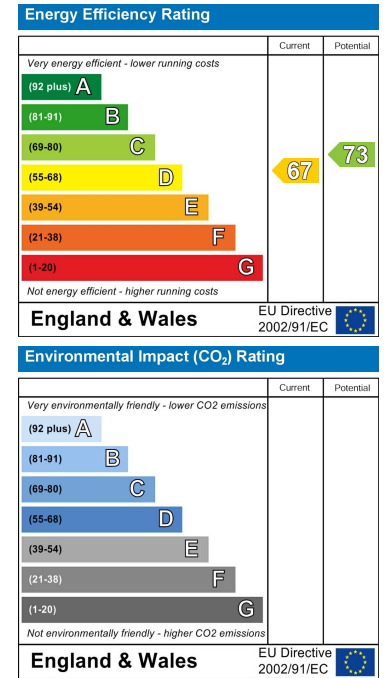 Energy Efficiency Rating
Current Potential
Very energy efficient - lower running costs
(92 plus) A
(81-91) B
(69-80) C
(55-68) D
(39-54) E
(21-38) F
(1-20) G
67
73
Not energy efficient - higher running costs
England & Wales
EU Directive
2002/91/EC
Environmental Impact (CO₂) Rating
Current Potential
Very environmentally friendly - lower CO2 emissions
(92 plus) A
(81-91) B
(69-80) C
(55-68) D
(39-54) E
(21-38) F
(1-20) G
Not environmentally friendly - higher CO2 emissions
England & Wales
EU Directive
2002/91/EC